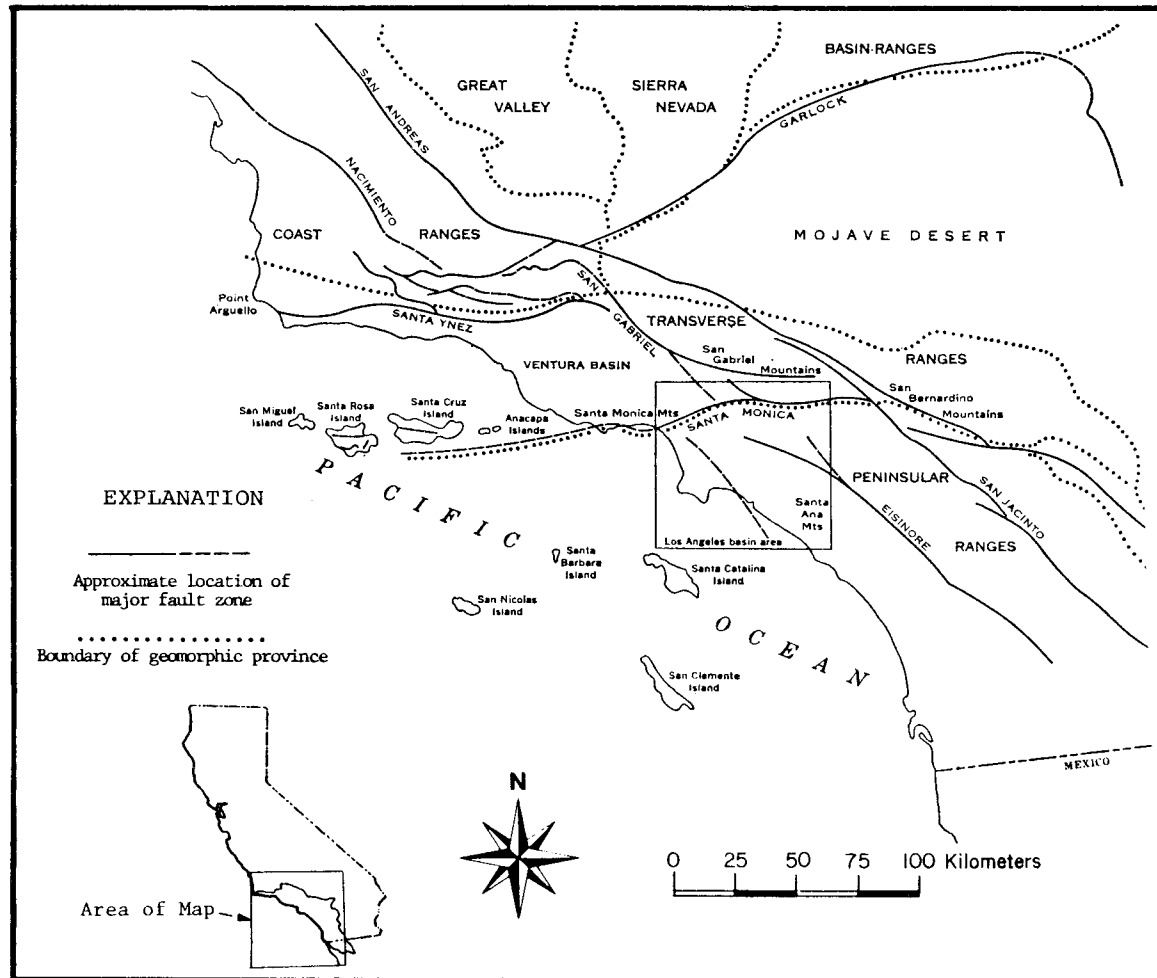 BASIN-RANGES
GREAT
VALLEY
SIERRA
NEVADA
SAN ANDREAS
GARLOCK
NACIMIENTO
COAST
RANGES
MOJAVE DESERT
Point
Arguello
SANTA YNEZ
SAN
GABRIEL
TRANSVERSE
RANGES
VENTURA BASIN
San
Gabriel
Mountains
San
Bernardino
Mountains
San Miguel
Island
Santa Rosa
Island
Santa Cruz
Island
Anacapa
Islands
Santa Monica Mts
SANTA MONICA
PACIFIC
PENINSULAR
RANGES
SAN JACINTO
EISINORE
Santa
Ana
Mts
Los Angeles basin area
EXPLANATION
Approximate location of
major fault zone
Boundary of geomorphic province
Santa
Barbara
Island
Santa Catalina
Island
San Nicolas
Island
OCEAN
San Clemente
Island
MEXICO
N
0 25 50 75 100 Kilometers
Area of Map